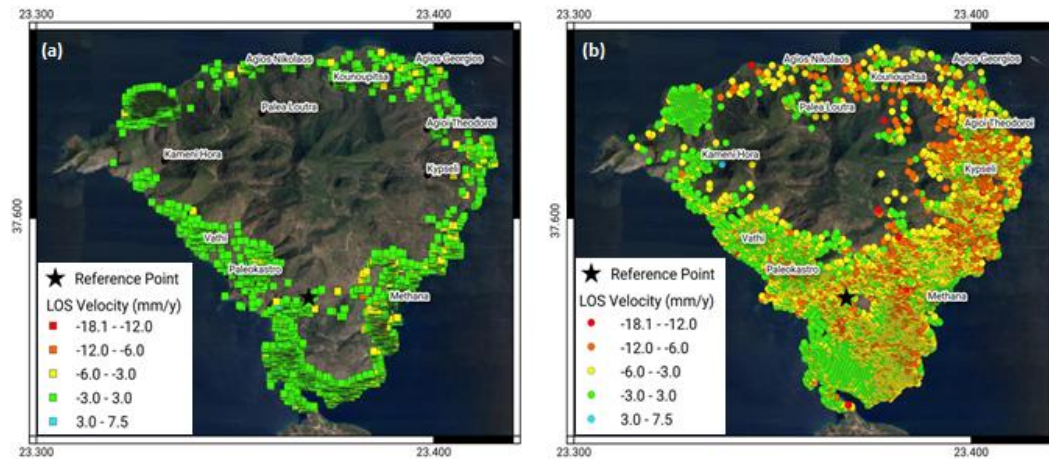 23.300
23.400
(a)
Agios Nikolaos
Agios Georgios
Kounoupitsa
Palea Loutra
Agioi Theodoroi
Kameni Hora
Kypseli
37.600
Vathi
Paleokastro
Methana
Reference Point
LOS Velocity (mm/y)
-18.1 - -12.0
-12.0 - -6.0
-6.0 - -3.0
-3.0 - 3.0
3.0 - 7.5
23.300
23.400
23.300
23.400
(b)
Agios Nikolaos
Agios Georgios
Kounoupitsa
Palea Loutra
Agioi Theodoroi
Kameni Hora
Kypseli
37.600
Vathi
Paleokastro
Methana
Reference Point
LOS Velocity (mm/y)
-18.1 - -12.0
-12.0 - -6.0
-6.0 - -3.0
-3.0 - 3.0
3.0 - 7.5
23.300
23.400